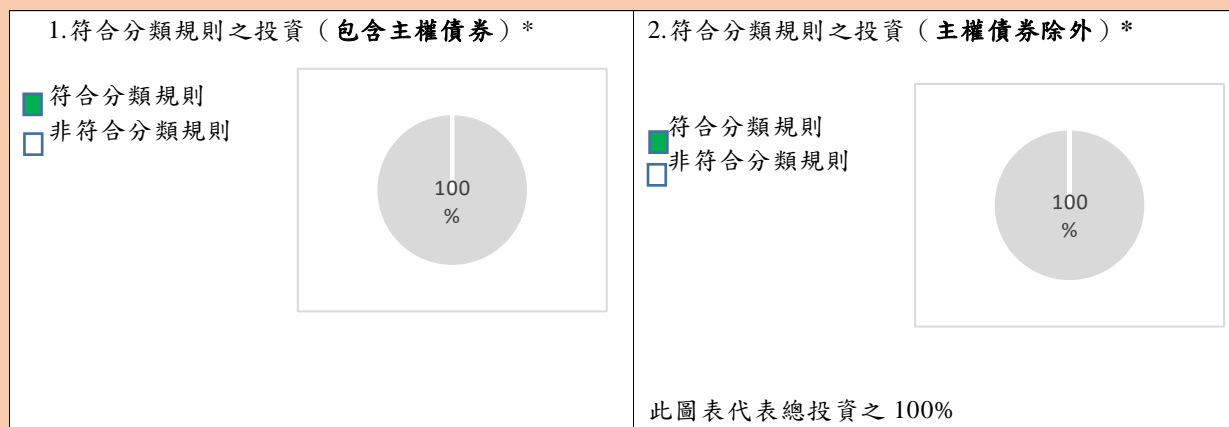 1.符合分類規則之投資（包含主權債券）*
符合分類規則
非符合分類規則
100
%
2.符合分類規則之投資（主權債券除外）*
符合分類規則
非符合分類規則
100
%
此圖表代表總投資之 100%